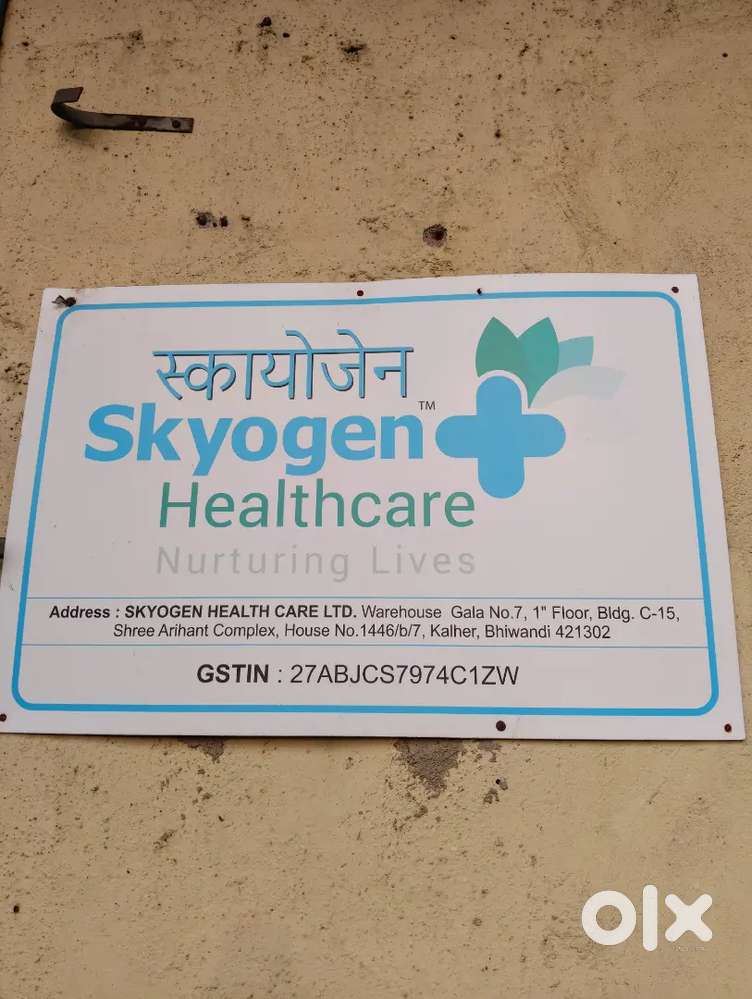 स्कायोजेन
Skyogen™
Healthcare
Nurturing Lives
Address : SKYOGEN HEALTH CARE LTD. Warehouse Gala No.7, 1" Floor, Bldg. C-15,
Shree Arihant Complex, House No.1446/b/7, Kalher, Bhiwandi 421302
GSTIN : 27ABJCS7974C1ZW
olx